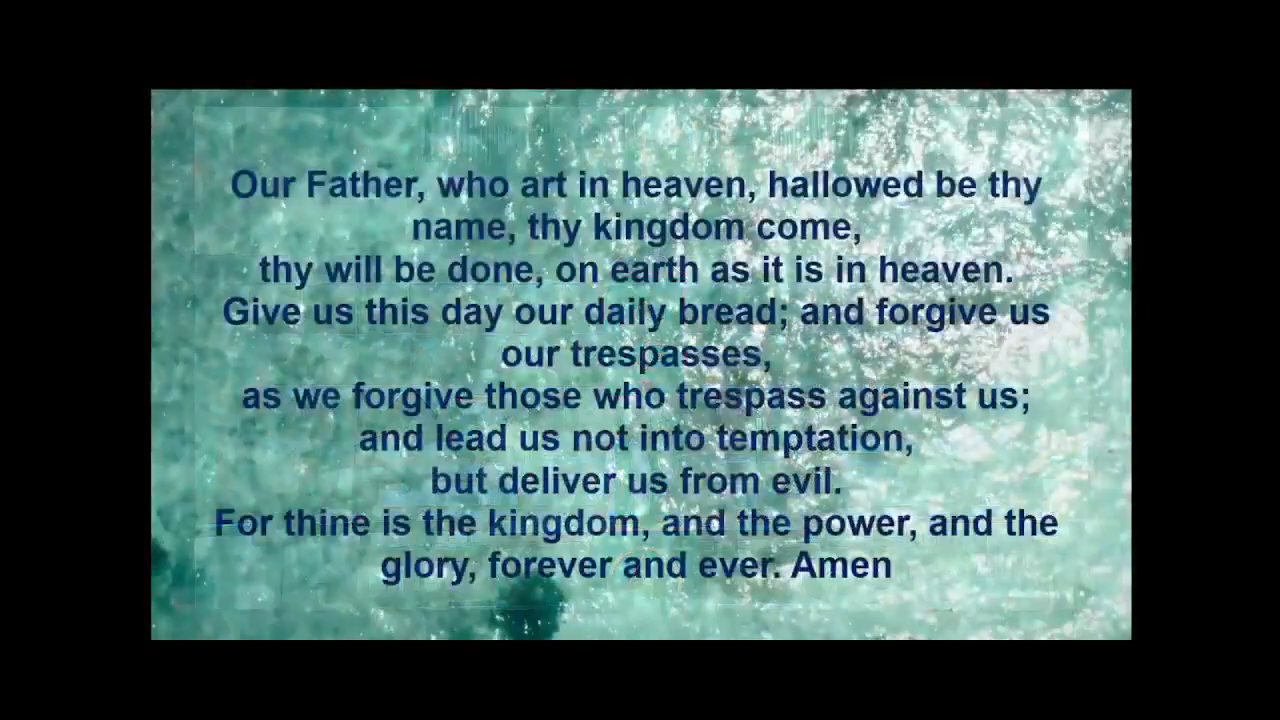 Our Father, who art in heaven, hallowed be thy
name, thy kingdom come,
thy will be done, on earth as it is in heaven.
Give us this day our daily bread; and forgive us
our trespasses,
as we forgive those who trespass against us;
and lead us not into temptation,
but deliver us from evil.
For thine is the kingdom, and the power, and the
glory, forever and ever. Amen